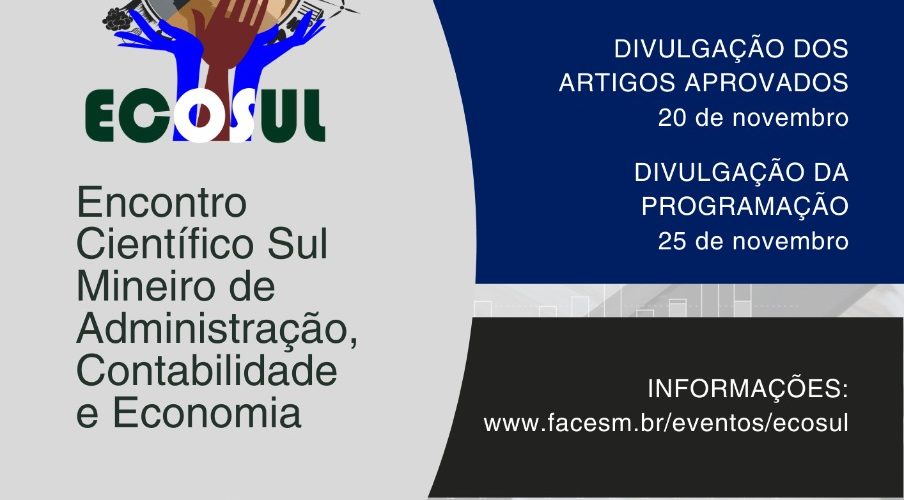 ECOSUL
Encontro
Científico Sul
Mineiro de
Administração,
Contabilidade
e Economia
DIVULGAÇÃO DOS
ARTIGOS APROVADOS
20 de novembro
DIVULGAÇÃO DA
PROGRAMAÇÃO
25 de novembro
INFORMAÇÕES:
www.facesm.br/eventos/ecosul